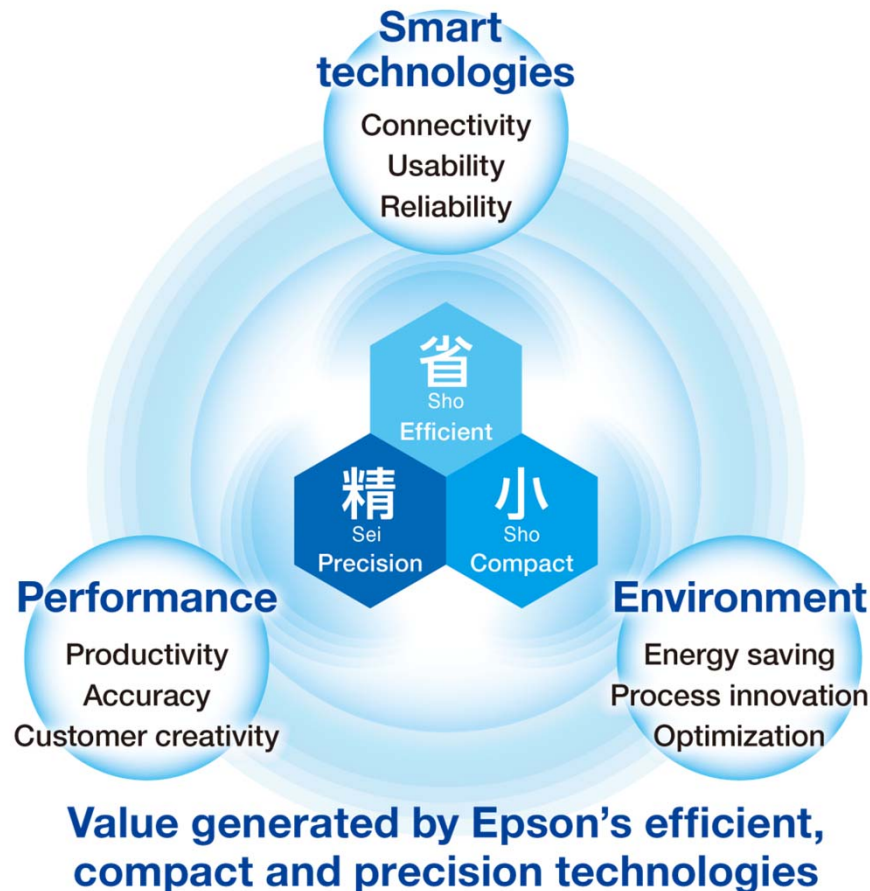 Smart
technologies
Connectivity
Usability
Reliability
省
Sho
Efficient
精
Sei
Precision
小
Sho
Compact
Performance
Productivity
Accuracy
Customer creativity
Environment
Energy saving
Process innovation
Optimization
Value generated by Epson’s efficient,
compact and precision technologies